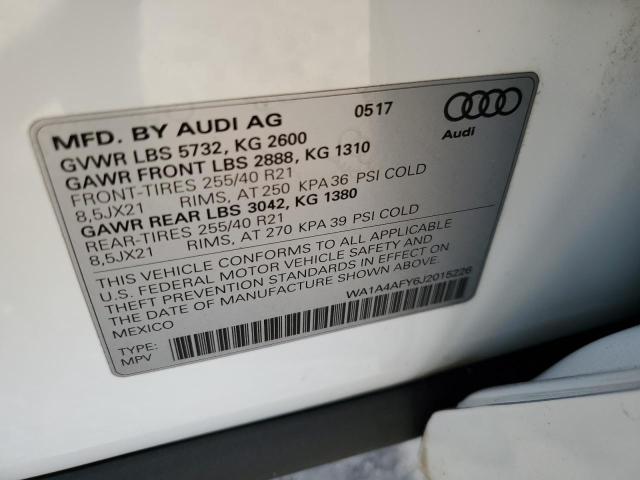 MFD. BY AUDI AG 0517
Audi
GVWR LBS 5732, KG 2600
GAWR FRONT LBS 2888, KG 1310
FRONT-TIRES 255/40 R21
8,5JX21 RIMS, AT 250 KPA 36 PSI COLD
GAWR REAR LBS 3042, KG 1380
REAR-TIRES 255/40 R21
8,5JX21 RIMS, AT 270 KPA 39 PSI COLD
THIS VEHICLE CONFORMS TO ALL APPLICABLE
U.S. FEDERAL MOTOR VEHICLE SAFETY AND
THEFT PREVENTION STANDARDS IN EFFECT ON
THE DATE OF MANUFACTURE SHOWN ABOVE.
MEXICO WA1A4AFY6J2015226
TYPE:
MPV